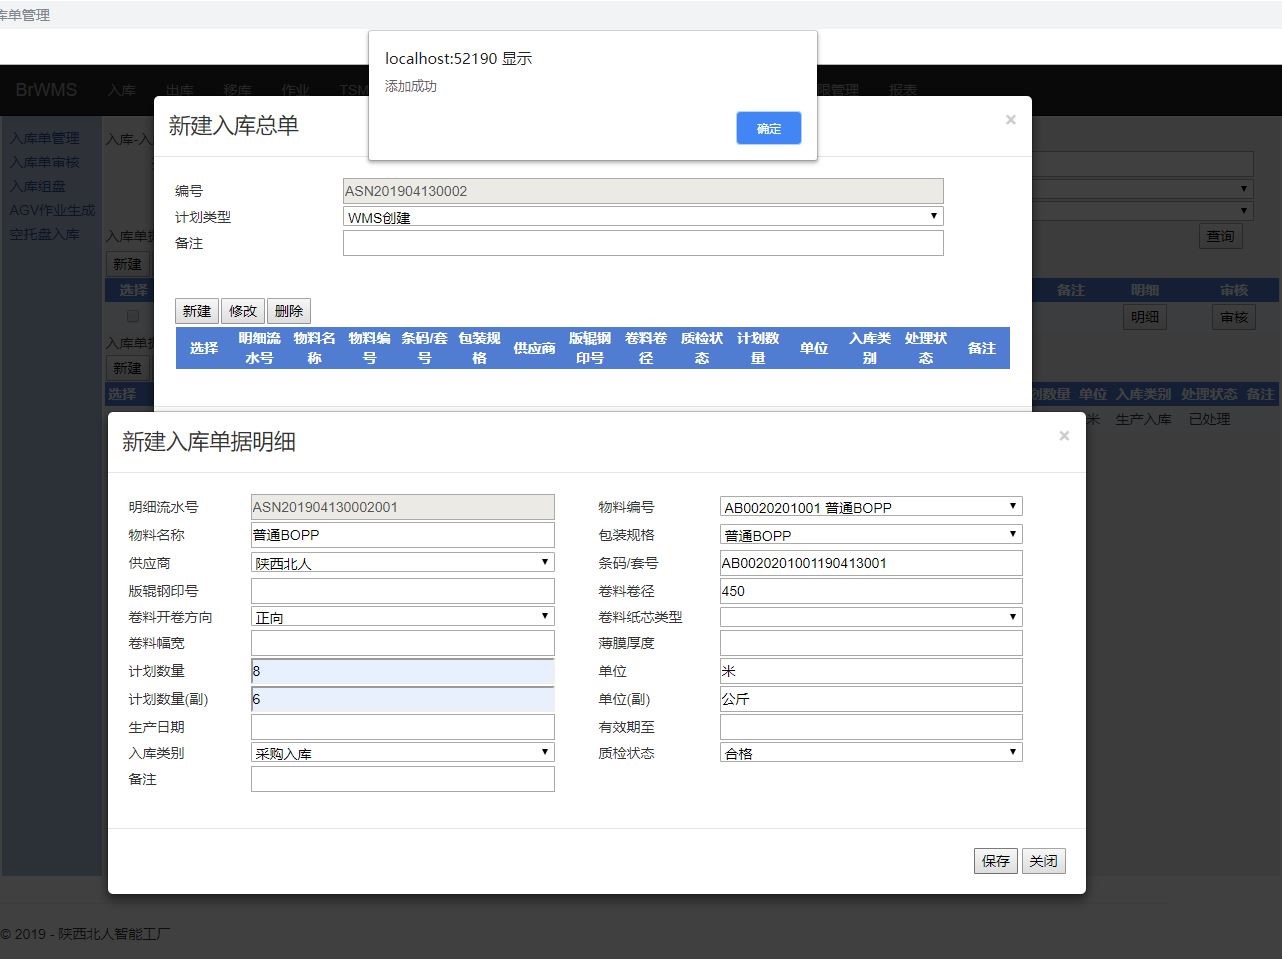 库单管理
localhost:52190 显示
添加成功
确定
BrWMS 入库 出库 移库 作业 TSM 限管理 报表
入库单管理
入库单审核
入库组盘
AGV作业生成
空托盘入库
入库-入
查询
入库单据
新建
选择 备注 明细 审核
明细 审核
入库单据
新建
选择 划数量 单位 入库类别 处理状态 备注
米 生产入库 已处理
新建入库总单 ×
编号 ASN201904130002
计划类型 WMS创建
备注
新建 修改 删除
选择 明细流水号 物料名称 物料编号 条码/套号 包装规格 供应商 版辊钢印号 卷料卷径 质检状态 计划数量 单位 入库类别 处理状态 备注
新建入库单据明细 ×
明细流水号 ASN201904130002001 物料编号 AB0020201001 普通BOPP
物料名称 普通BOPP 包装规格 普通BOPP
供应商 陕西北人 条码/套号 AB0020201001190413001
版辊钢印号 卷料卷径 450
卷料开卷方向 正向 卷料纸芯类型
卷料幅宽 薄膜厚度
计划数量 8 单位 米
计划数量(副) 6 单位(副) 公斤
生产日期 有效期至
入库类别 采购入库 质检状态 合格
备注
保存 关闭
© 2019 - 陕西北人智能工厂